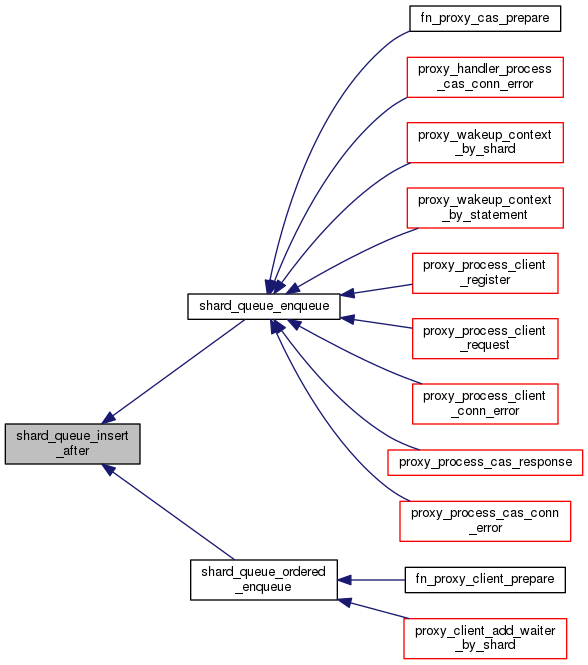 fn_proxy_cas_prepare
proxy_handler_process
_cas_conn_error
proxy_wakeup_context
_by_shard
proxy_wakeup_context
_by_statement
proxy_process_client
_register
shard_queue_enqueue
proxy_process_client
_request
proxy_process_client
_conn_error
shard_queue_insert
_after
proxy_process_cas_response
proxy_process_cas_conn
_error
shard_queue_ordered
_enqueue
fn_proxy_client_prepare
proxy_client_add_waiter
_by_shard